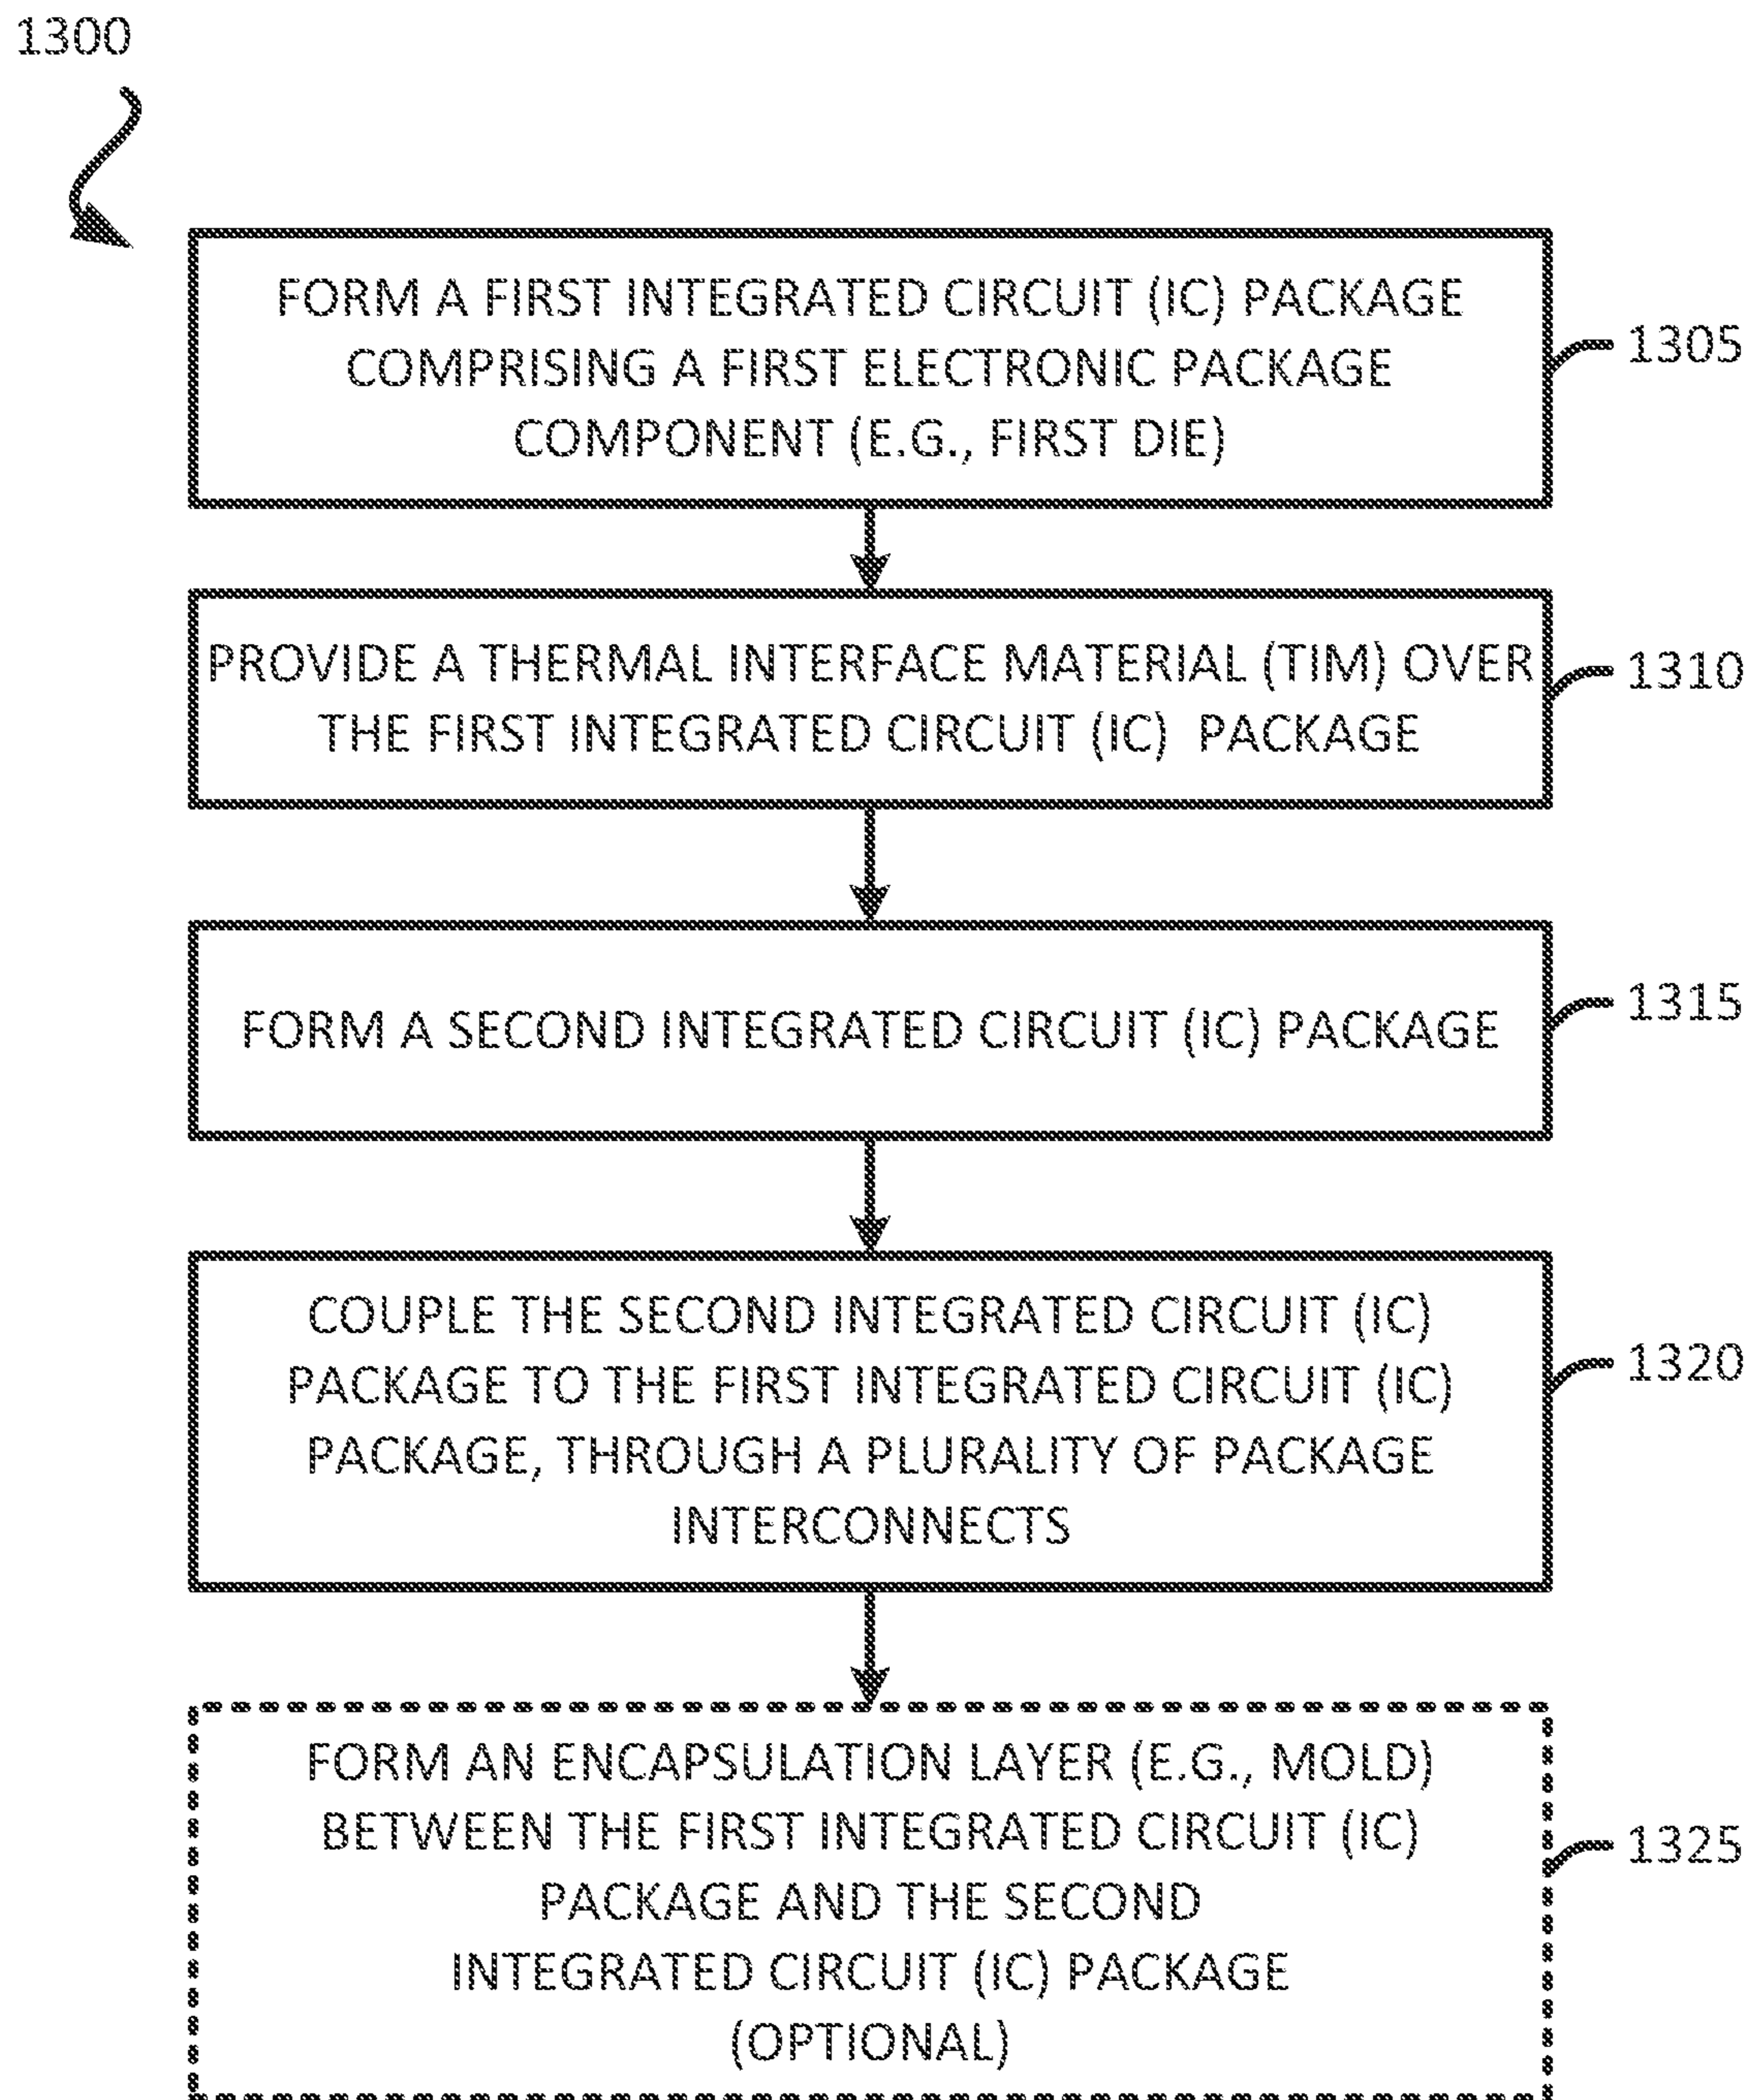 1300
FORM A FIRST INTEGRATED CIRCUIT (IC) PACKAGE
COMPRISING A FIRST ELECTRONIC PACKAGE
COMPONENT (E.G., FIRST DIE)
1305
PROVIDE A THERMAL INTERFACE MATERIAL (TIM) OVER
THE FIRST INTEGRATED CIRCUIT (IC) PACKAGE
1310
FORM A SECOND INTEGRATED CIRCUIT (IC) PACKAGE
1315
COUPLE THE SECOND INTEGRATED CIRCUIT (IC)
PACKAGE TO THE FIRST INTEGRATED CIRCUIT (IC)
PACKAGE, THROUGH A PLURALITY OF PACKAGE
INTERCONNECTS
1320
FORM AN ENCAPSULATION LAYER (E.G., MOLD)
BETWEEN THE FIRST INTEGRATED CIRCUIT (IC)
PACKAGE AND THE SECOND
INTEGRATED CIRCUIT (IC) PACKAGE
(OPTIONAL)
1325